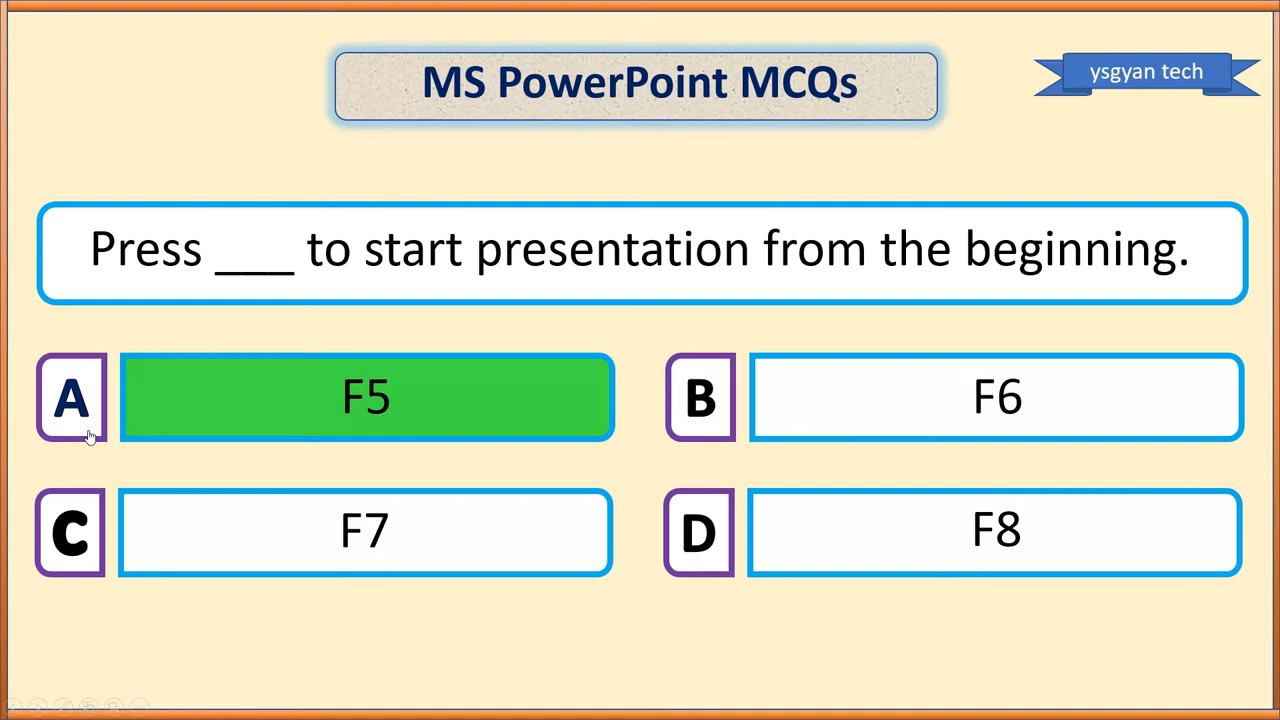 MS PowerPoint MCQs
ysgyan tech
Press ___ to start presentation from the beginning.
A F5
B F6
C F7
D F8